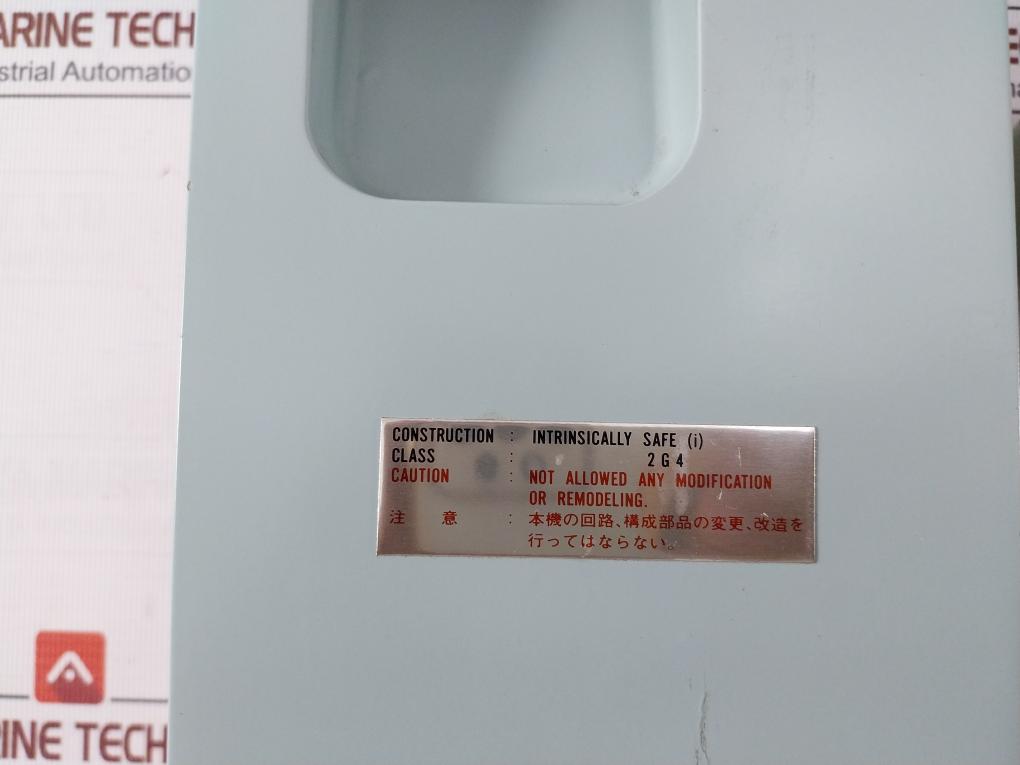 ARINE TECH
strial Automatio
CONSTRUCTION : INTRINSICALLY SAFE (i)
CLASS : 2G4
CAUTION : NOT ALLOWED ANY MODIFICATION
OR REMODELING.
注 意 : 本機の回路、構成部品の変更、改造を
行ってはならない。
RINE TECH